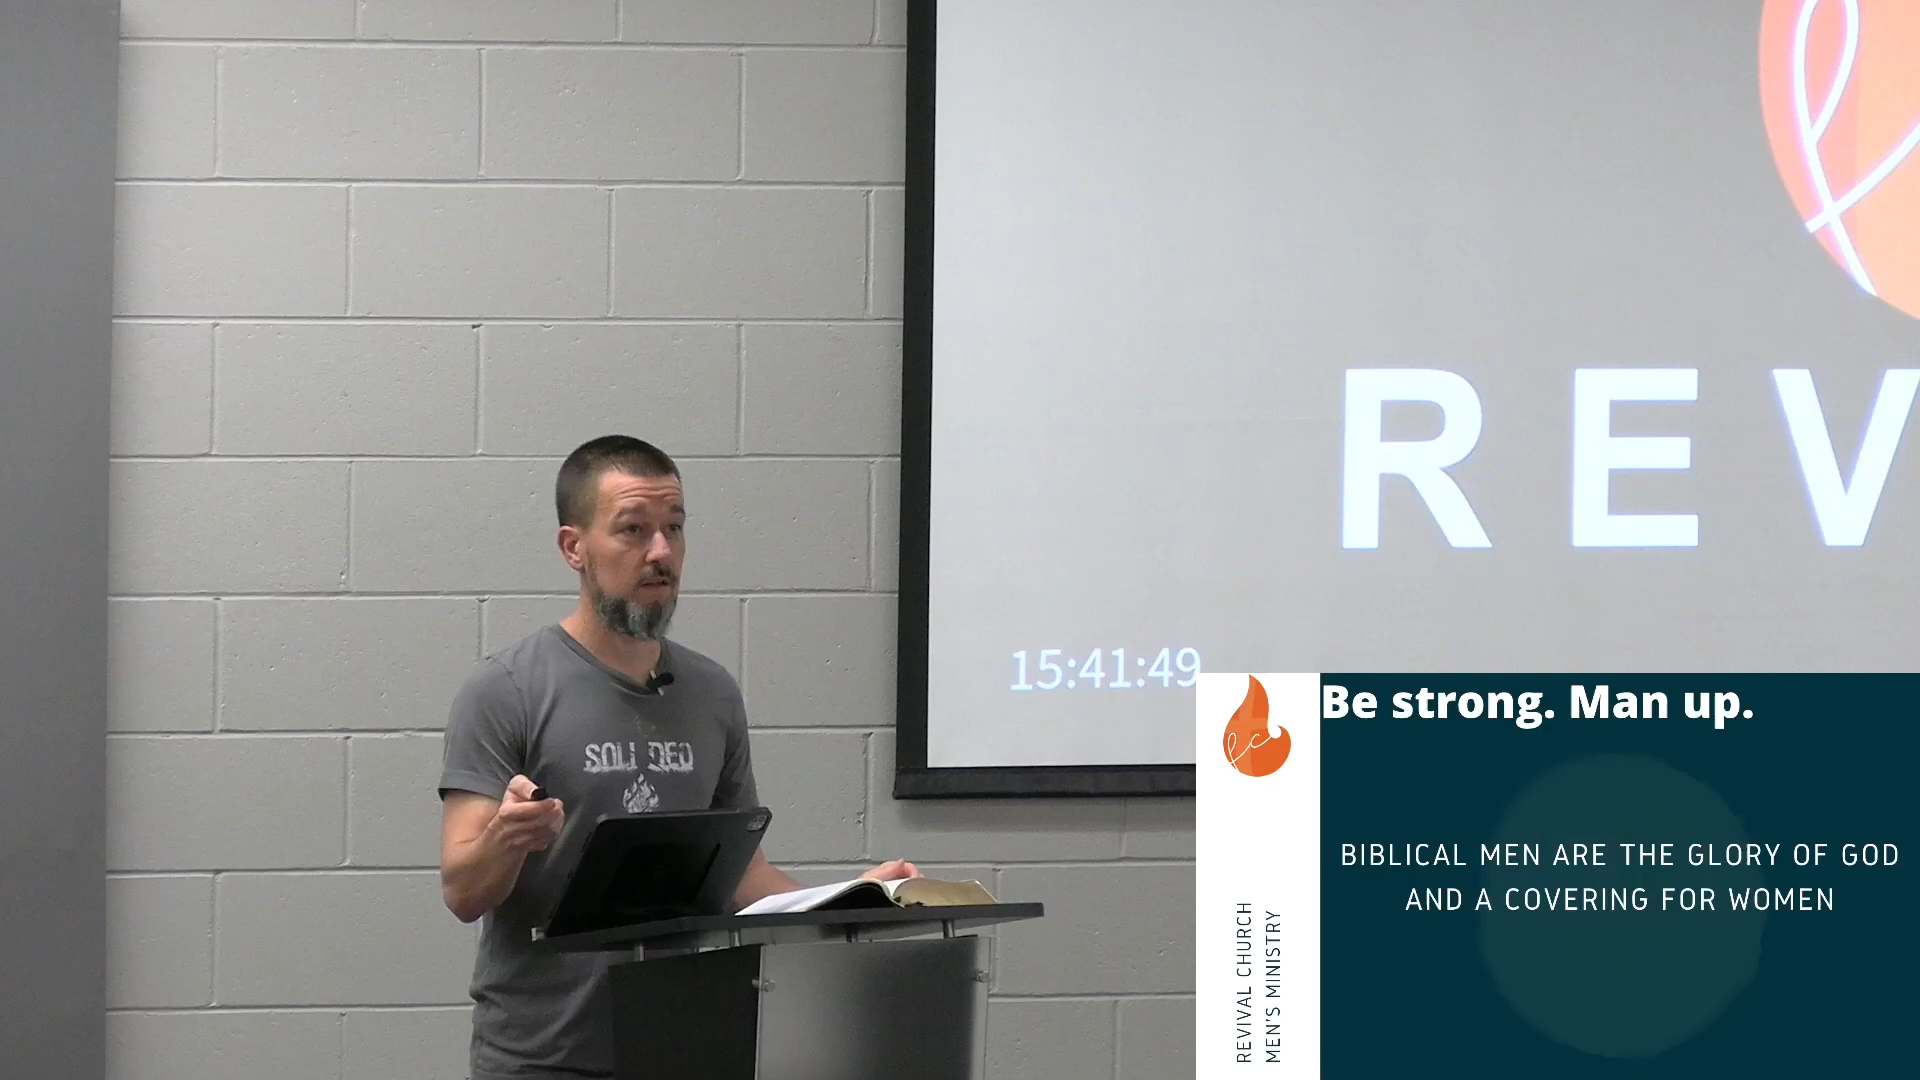 REV
15:41:49
SOLI DEO
Be strong. Man up.
BIBLICAL MEN ARE THE GLORY OF GOD
AND A COVERING FOR WOMEN
REVIVAL CHURCH
MEN'S MINISTRY